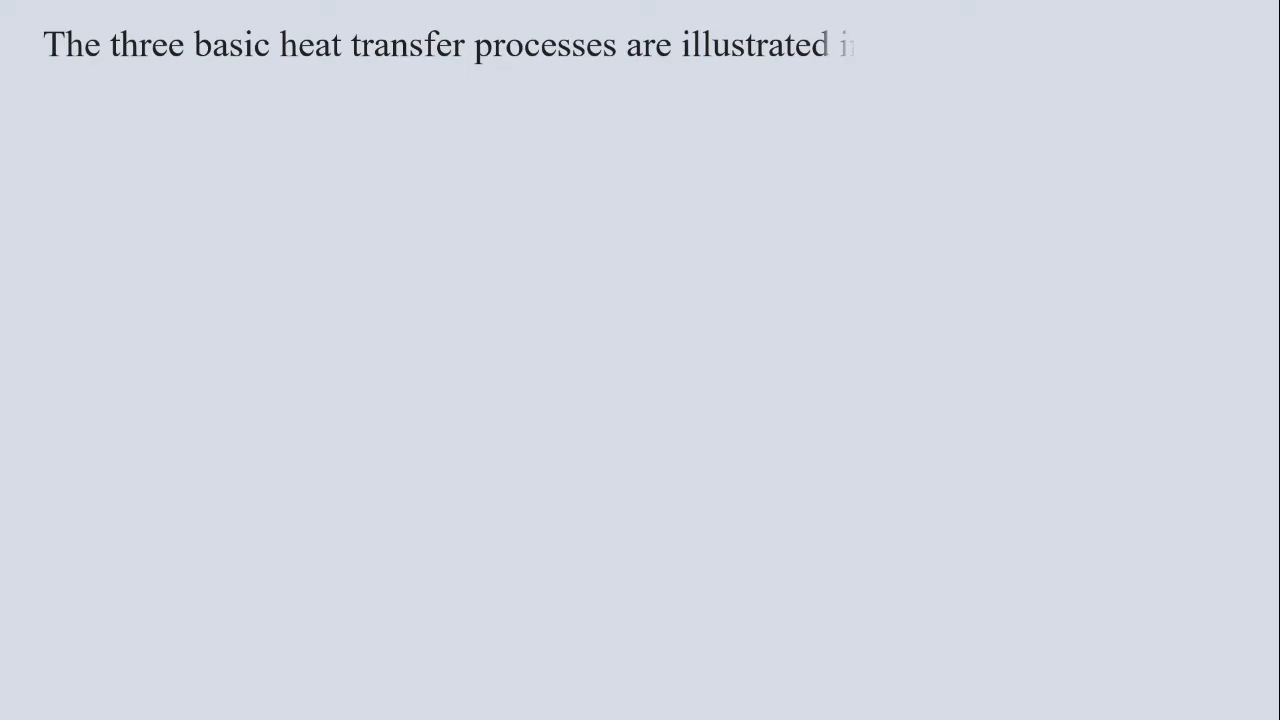 The three basic heat transfer processes are illustrated